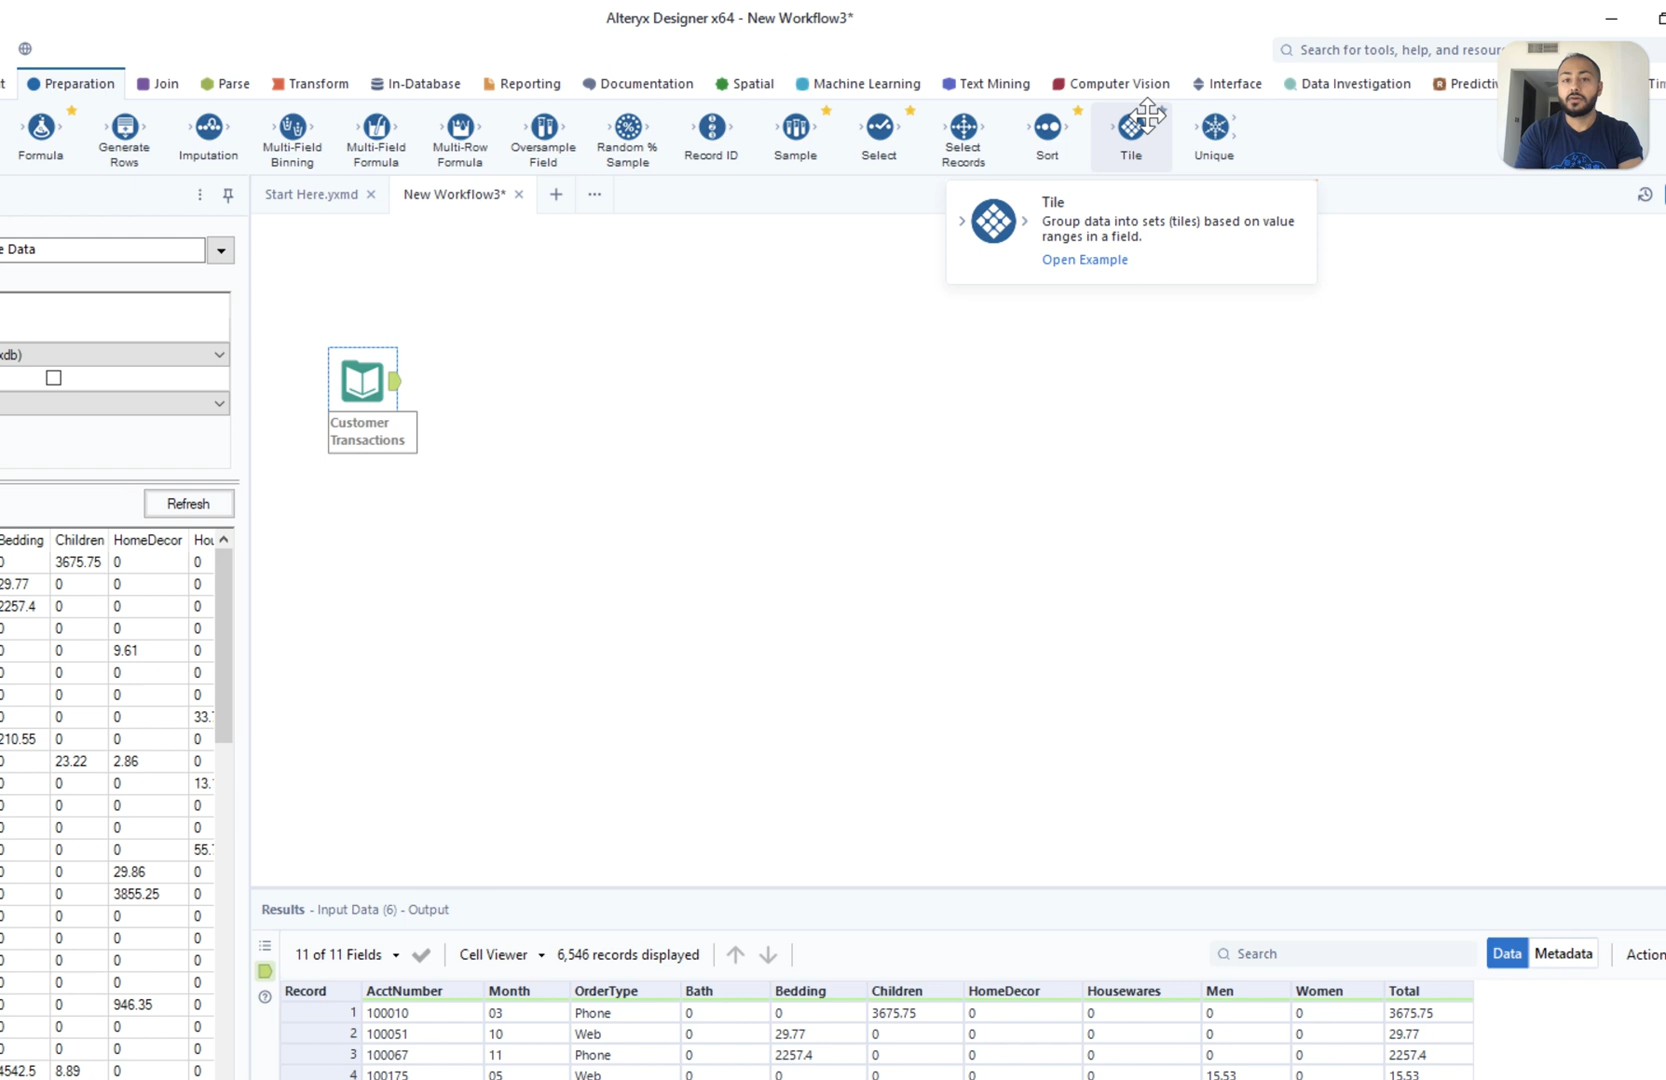 Alteryx Designer x64 - New Workflow3*
Search for tools, help, and resour
t Preparation Join Parse Transform In-Database Reporting Documentation Spatial Machine Learning Text Mining Computer Vision Interface Data Investigation Predictiv Tin
Formula
Generate
Rows
Imputation
Multi-Field
Binning
Multi-Field
Formula
Multi-Row
Formula
Oversample
Field
Random %
Sample
Record ID
Sample
Select
Select
Records
Sort
Tile
Unique
Start Here.yxmd
New Workflow3*
Tile
Group data into sets (tiles) based on value
ranges in a field.
Open Example
e Data
xdb)
Customer
Transactions
Refresh
Bedding Children HomeDecor Hou
0 3675.75 0 0
29.77 0 0 0
2257.4 0 0 0
0 0 0 0
0 0 9.61 0
0 0 0 0
0 0 0 0
0 0 0 33.
210.55 0 0 0
0 23.22 2.86 0
0 0 0 13.
0 0 0 0
0 0 0 0
0 0 0 55.
0 0 29.86 0
0 0 3855.25 0
0 0 0 0
0 0 0 0
0 0 0 0
0 0 0 0
0 0 946.35 0
0 0 0 0
0 0 0 0
4542.5 8.89 0 0
Results - Input Data (6) - Output
11 of 11 Fields Cell Viewer 6,546 records displayed Search Data Metadata Action
Record AcctNumber Month OrderType Bath Bedding Children HomeDecor Housewares Men Women Total
1 100010 03 Phone 0 0 3675.75 0 0 0 0 3675.75
2 100051 10 Web 0 29.77 0 0 0 0 0 29.77
3 100067 11 Phone 0 2257.4 0 0 0 0 0 2257.4
4 100175 05 Web 0 0 0 0 0 15.53 0 15.53